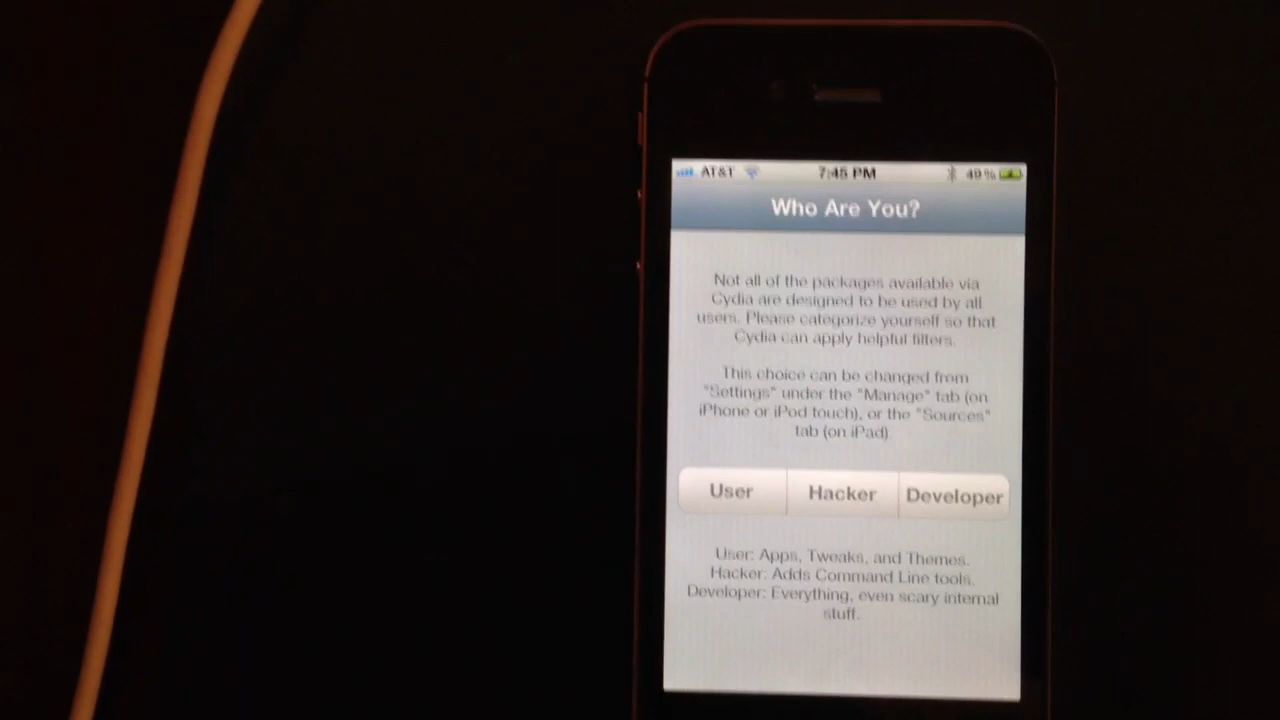 AT&T 7:45 PM 49%
Who Are You?
Not all of the packages available via
Cydia are designed to be used by all
users. Please categorize yourself so that
Cydia can apply helpful filters.
This choice can be changed from
"Settings" under the "Manage" tab (on
iPhone or iPod touch), or the "Sources"
tab (on iPad).
User Hacker Developer
User: Apps, Tweaks, and Themes.
Hacker: Adds Command Line tools.
Developer: Everything, even scary internal
stuff.